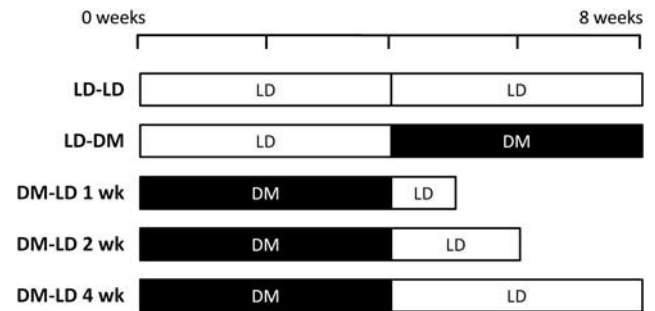 0 weeks 8 weeks
LD-LD LD LD
LD-DM LD DM
DM-LD 1 wk DM LD
DM-LD 2 wk DM LD
DM-LD 4 wk DM LD